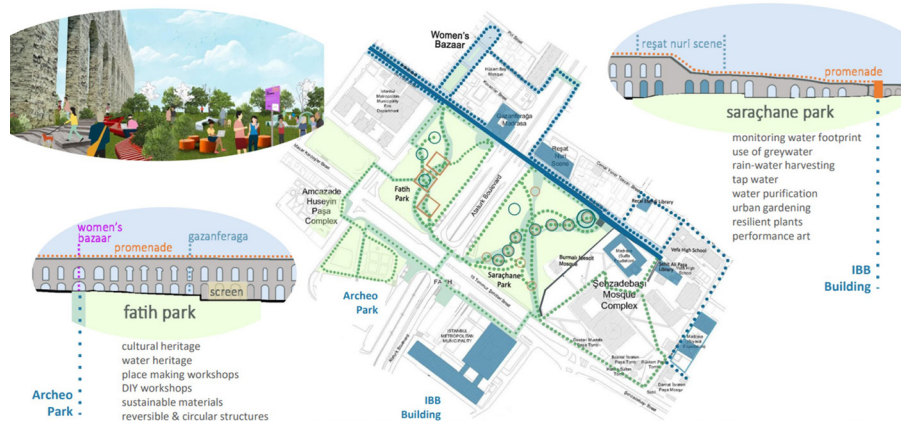 women's
bazaar
promenade
gazanferaga
screen
fatih park
cultural heritage
water heritage
place making workshops
DIY workshops
sustainable materials
reversible & circular structures
Archeo
Park
Women's
Bazaar
Gazanferağa
Madrasa
Reşat
Nuri
Scene
Fatih
Park
Atatürk Boulevard
Amcazade
Huseyin
Paşa
Complex
Saraçhane
Park
Burmalı Mescit
Mosque
Şehzadebaşı
Mosque
Complex
Vefa High School
Archeo
Park
FATİH
ISTANBUL
METROPOLITAN
MUNICIPALITY
IBB
Building
reşat nuri scene
promenade
saraçhane park
monitoring water footprint
use of greywater
rain-water harvesting
tap water
water purification
urban gardening
resilient plants
performance art
IBB
Building